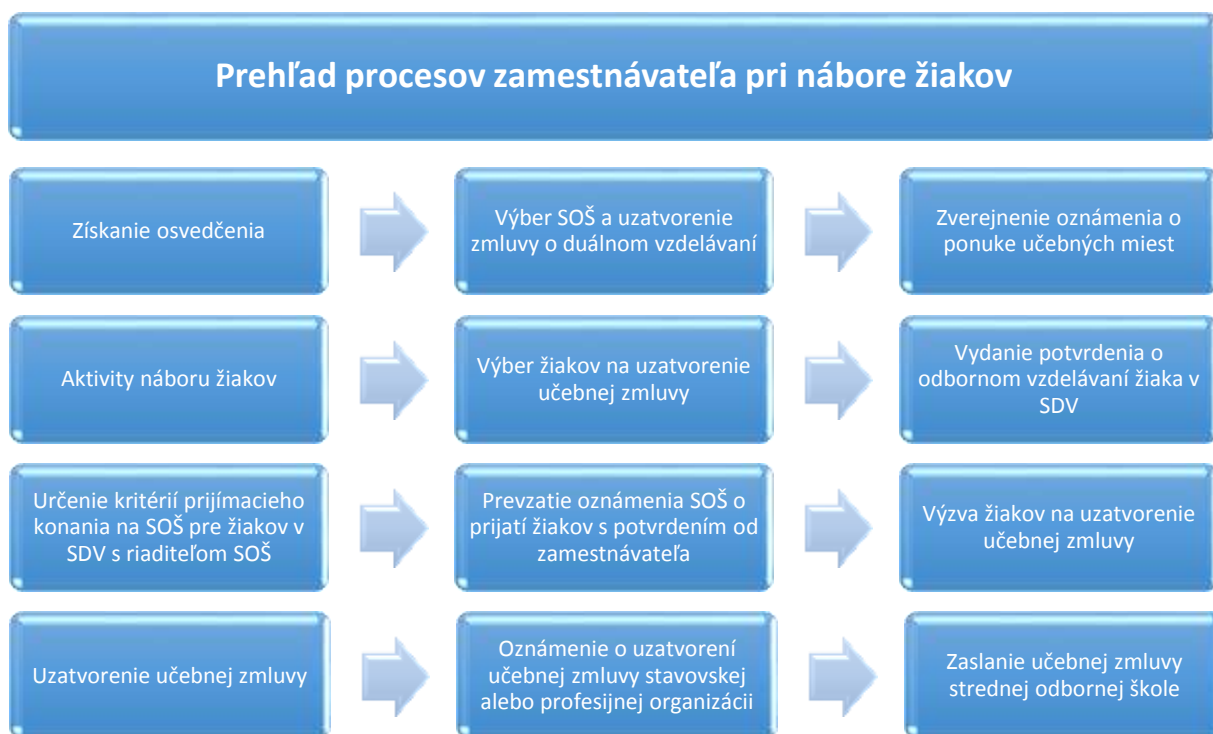 Prehľad procesov zamestnávateľa pri nábore žiakov
Získanie osvedčenia
Výber SOŠ a uzatvorenie
zmluvy o duálnom vzdelávaní
Zverejnenie oznámenia o
ponuke učebných miest
Aktivity náboru žiakov
Výber žiakov na uzatvorenie
učebnej zmluvy
Vydanie potvrdenia o
odbornom vzdelávaní žiaka v
SDV
Určenie kritérií prijímacieho
konania na SOŠ pre žiakov v
SDV s riaditeľom SOŠ
Prevzatie oznámenia SOŠ o
prijatí žiakov s potvrdením od
zamestnávateľa
Výzva žiakov na uzatvorenie
učebnej zmluvy
Uzatvorenie učebnej zmluvy
Oznámenie o uzatvorení
učebnej zmluvy stavovskej
alebo profesijnej organizácii
Zaslanie učebnej zmluvy
strednej odbornej škole